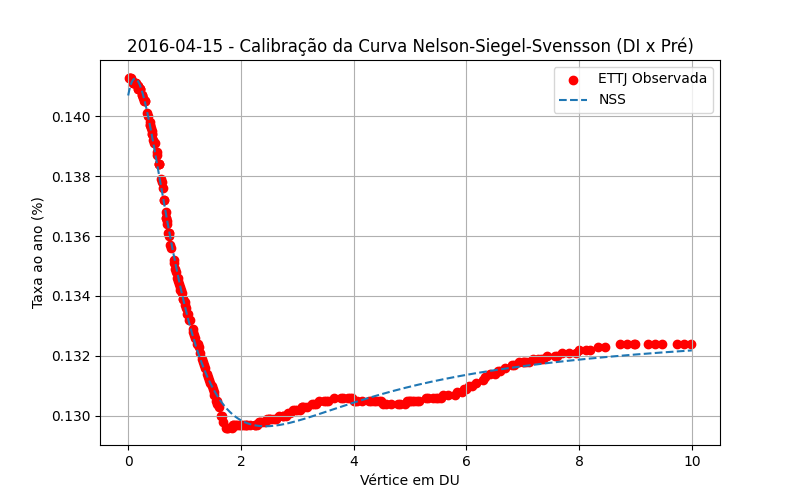 2016-04-15 - Calibração da Curva Nelson-Siegel-Svensson (DI x Pré)
ETTJ Observada
NSS
Taxa ao ano (%)
0.140
0.138
0.136
0.134
0.132
0.130
0 2 4 6 8 10
Vértice em DU